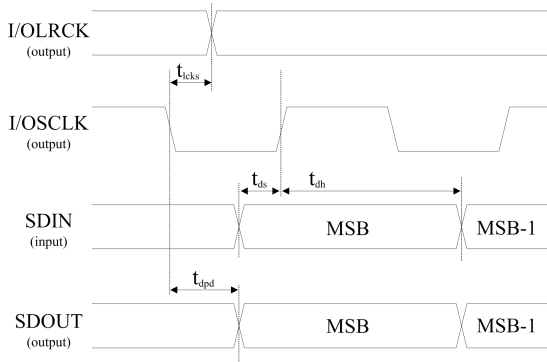 I/OLRCK
(output)
t_lcks
I/OSCLK
(output)
t_ds
t_dh
SDIN
(input)
MSB
MSB-1
t_dpd
SDOUT
(output)
MSB
MSB-1